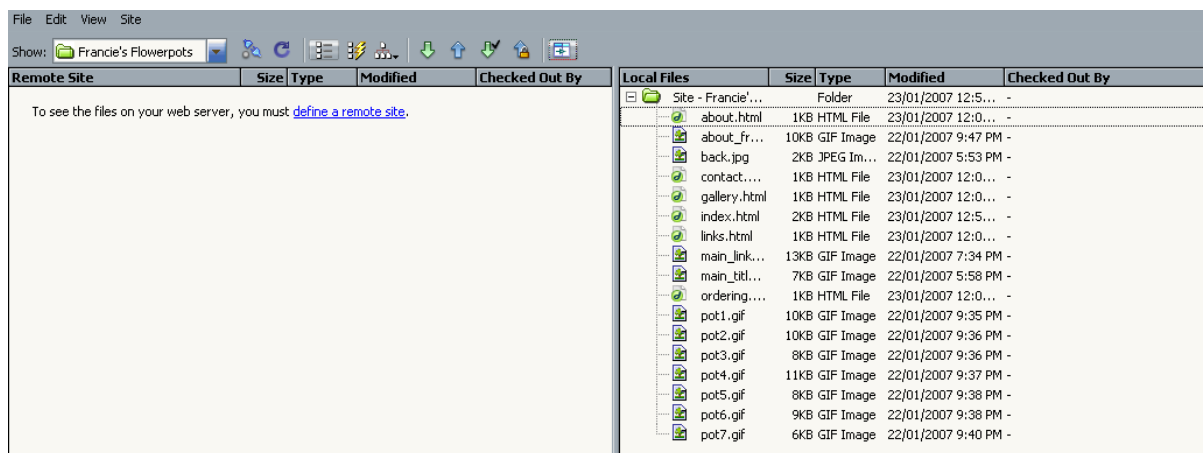 File Edit View Site
Show: Francie's Flowerpots
Remote Site Size Type Modified Checked Out By
To see the files on your web server, you must define a remote site.
Local Files Size Type Modified Checked Out By
Site - Francie'... Folder 23/01/2007 12:5... -
about.html 1KB HTML File 23/01/2007 12:0... -
about_fr... 10KB GIF Image 22/01/2007 9:47 PM -
back.jpg 2KB JPEG Im... 22/01/2007 5:53 PM -
contact.... 1KB HTML File 23/01/2007 12:0... -
gallery.html 1KB HTML File 23/01/2007 12:0... -
index.html 2KB HTML File 23/01/2007 12:5... -
links.html 1KB HTML File 23/01/2007 12:0... -
main_link... 13KB GIF Image 22/01/2007 7:34 PM -
main_titl... 7KB GIF Image 22/01/2007 5:58 PM -
ordering.... 1KB HTML File 23/01/2007 12:0... -
pot1.gif 10KB GIF Image 22/01/2007 9:35 PM -
pot2.gif 10KB GIF Image 22/01/2007 9:36 PM -
pot3.gif 8KB GIF Image 22/01/2007 9:36 PM -
pot4.gif 11KB GIF Image 22/01/2007 9:37 PM -
pot5.gif 8KB GIF Image 22/01/2007 9:38 PM -
pot6.gif 9KB GIF Image 22/01/2007 9:38 PM -
pot7.gif 6KB GIF Image 22/01/2007 9:40 PM -